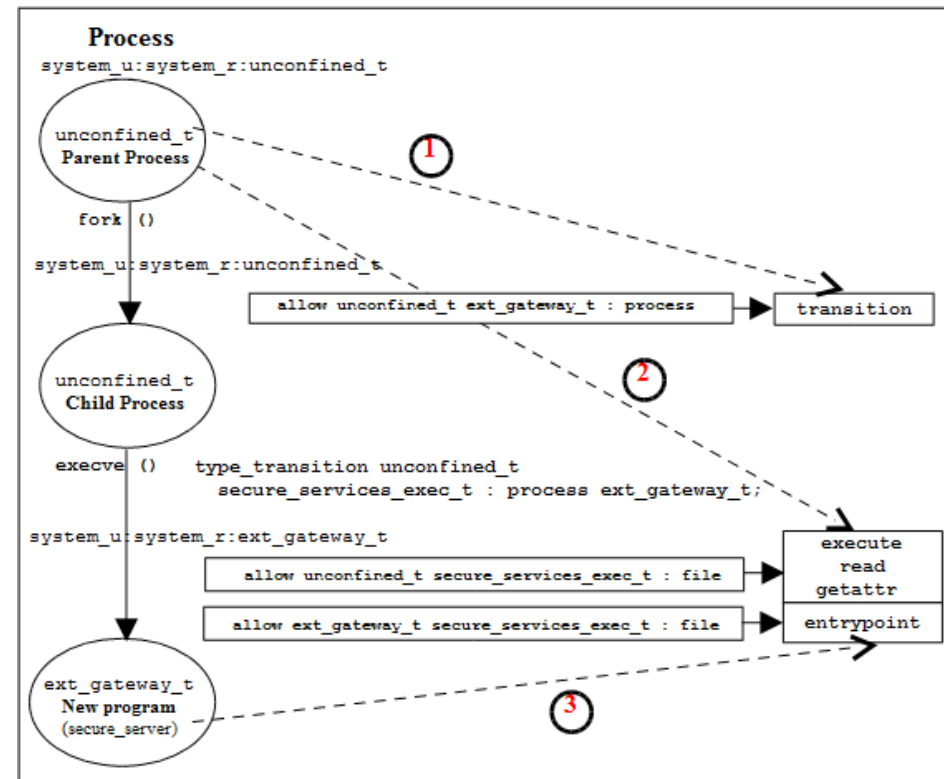 Process
system_u:system_r:unconfined_t
unconfined_t
Parent Process
1
fork ()
system_u:system_r:unconfined_t
allow unconfined_t ext_gateway_t : process
transition
2
unconfined_t
Child Process
execve ()
type_transition unconfined_t
secure_services_exec_t : process ext_gateway_t;
system_u:system_r:ext_gateway_t
execute
read
getattr
allow unconfined_t secure_services_exec_t : file
allow ext_gateway_t secure_services_exec_t : file
entrypoint
ext_gateway_t
New program
(secure_server)
3